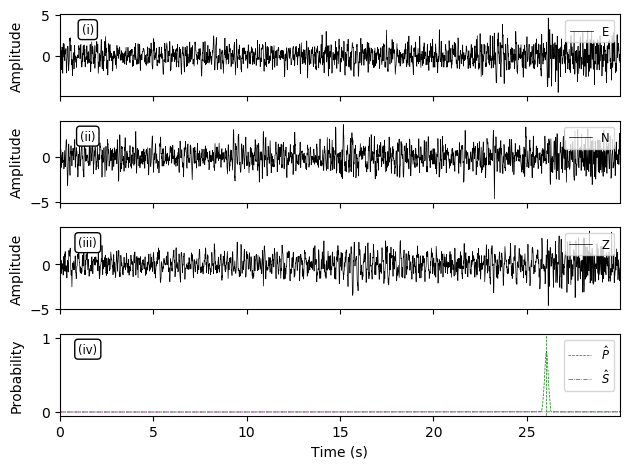 5
0
Amplitude
(i)
E
0
−5
Amplitude
(ii)
N
0
−5
Amplitude
(iii)
Z
1
0
Probability
(iv)
P̂
Ŝ
0 5 10 15 20 25
Time (s)